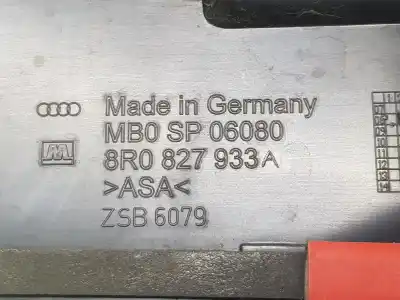 Made in Germany
MB0 SP 06080
8R0 827 933 A
>ASA<
ZSB 6079